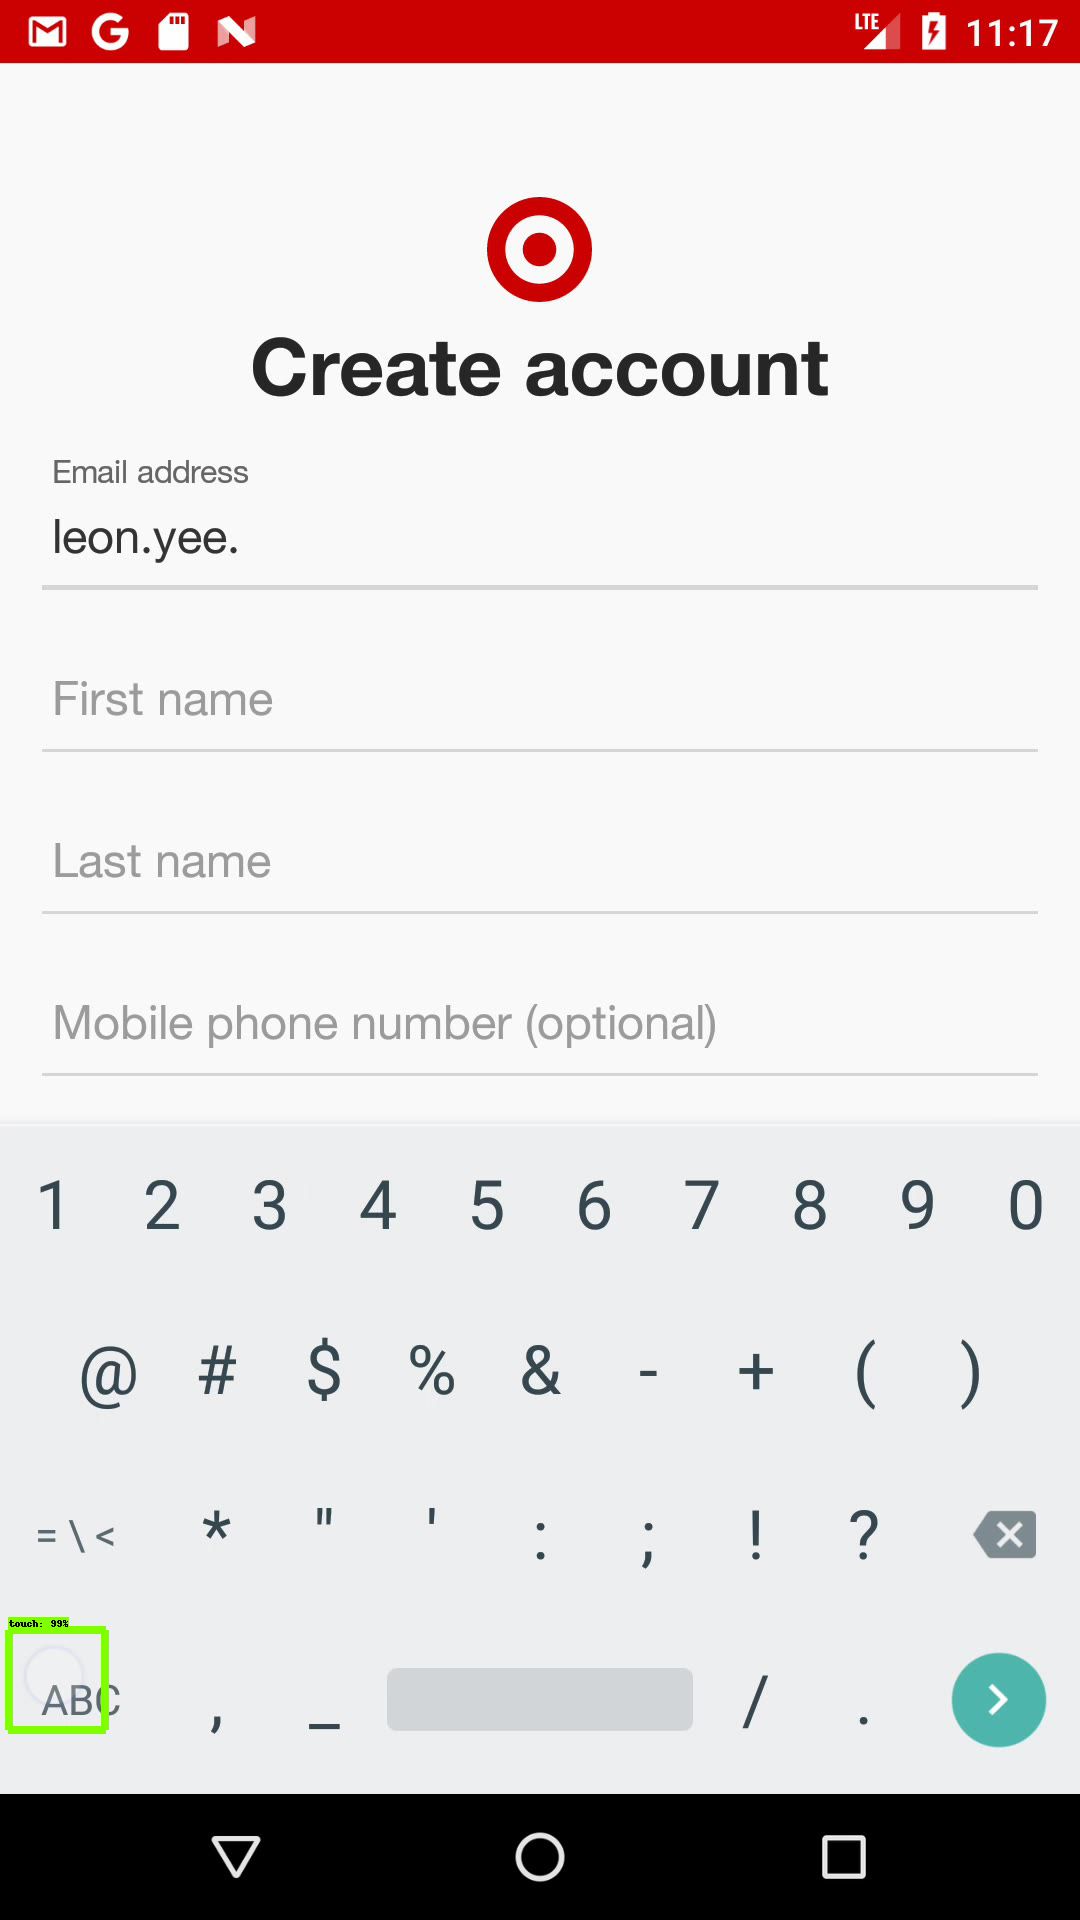 LTE 11:17
Create account
Email address
leon.yee.
First name
Last name
Mobile phone number (optional)
1 2 3 4 5 6 7 8 9 0
@ # $ % & - + ( )
= \ < * " ' : ; ! ?
touch: 99%
ABC , _ / .